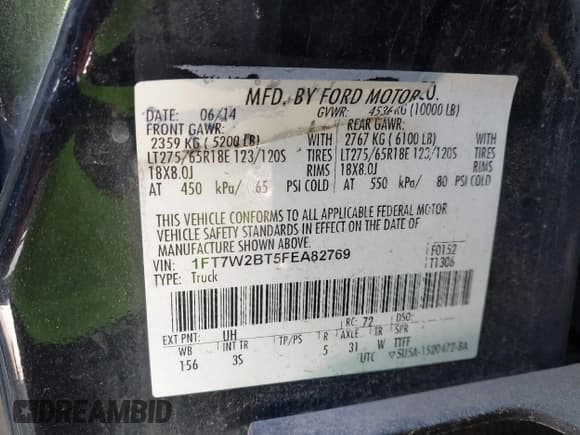 MFD. BY FORD MOTOR
DATE: 06/14 GVWR: 4536 KG (10000 LB)
FRONT GAWR: REAR GAWR:
2359 KG ( 5200 LB) WITH 2767 KG ( 6100 LB) WITH
LT275/65R18E 123/120S TIRES LT275/65R18E 123/120S TIRES
18X8.0J RIMS 18X8.0J RIMS
AT 450 kPa/ 65 PSI COLD AT 550 kPa/ 80 PSI COLD
THIS VEHICLE CONFORMS TO ALL APPLICABLE FEDERAL MOTOR
VEHICLE SAFETY STANDARDS IN EFFECT ON THE DATE OF
MANUFACTURE SHOWN ABOVE.
VIN: 1FT7W2BT5FEA82769 F0152
TYPE: Truck T1306
EXT PNT: UH RC: 72 DSO:
WB INT TR TP/PS R AXLE TR SPR
156 3S 5 31 W TTFF
UTC
DREAMBID